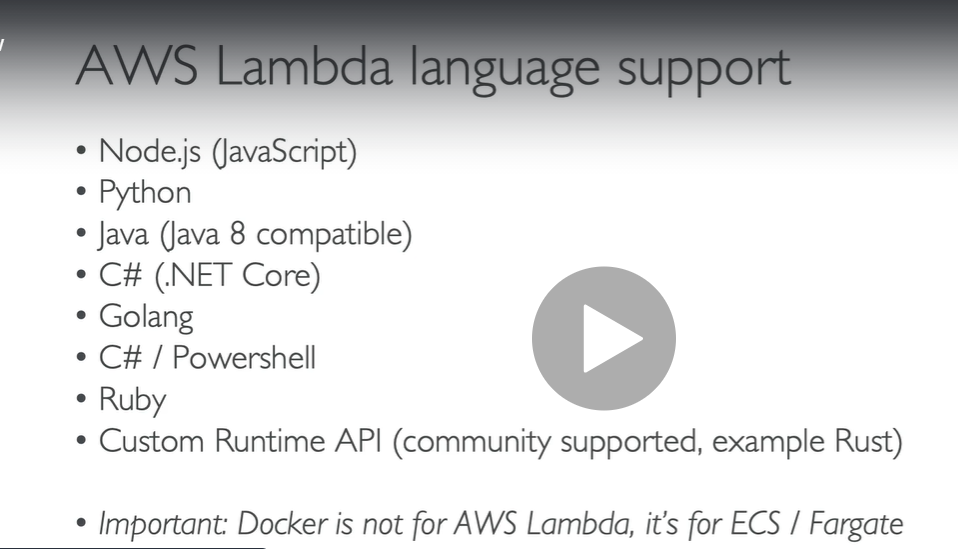 AWS Lambda language support
• Node.js (JavaScript)
• Python
• Java (Java 8 compatible)
• C# (.NET Core)
• Golang
• C# / Powershell
• Ruby
• Custom Runtime API (community supported, example Rust)
• Important: Docker is not for AWS Lambda, it's for ECS / Fargate